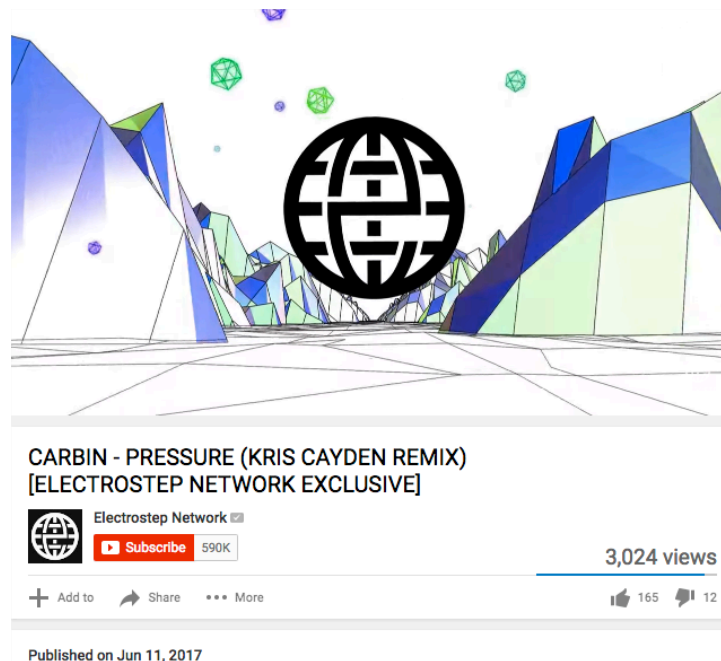 CARBIN - PRESSURE (KRIS CAYDEN REMIX)
[ELECTROSTEP NETWORK EXCLUSIVE]
Electrostep Network
Subscribe 590K
3,024 views
Add to Share More 165 12
Published on Jun 11, 2017